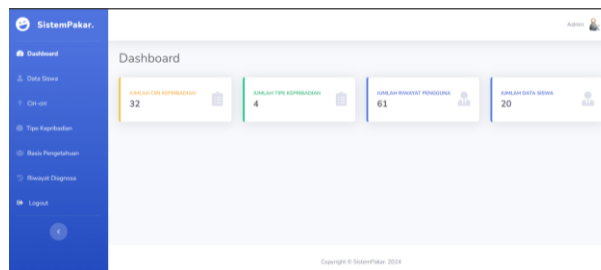 SistemPakar.
Admin
Dashboard
Data Siswa
Ciri-ciri
Tipe Kepribadian
Basis Pengetahuan
Riwayat Diagnosa
Logout
Dashboard
JUMLAH CIRI KEPRIBADIAN
32
JUMLAH TIPE KEPRIBADIAN
4
JUMLAH RIWAYAT PENGGUNA
61
JUMLAH DATA SISWA
20
Copyright © SistemPakar. 2024